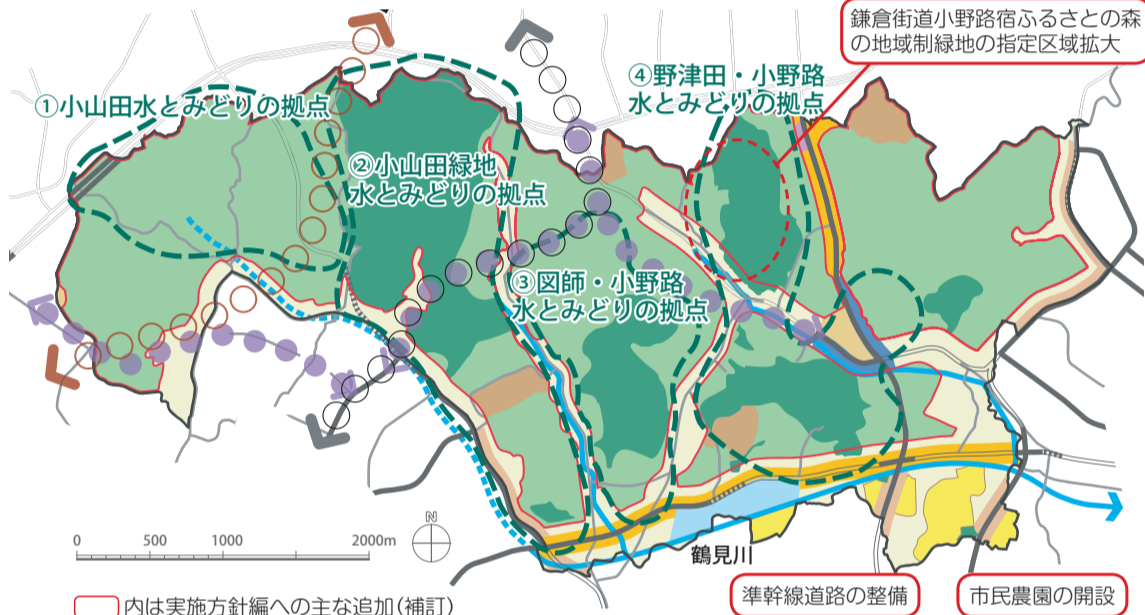 鎌倉街道小野路宿ふるさとの森
の地域制緑地の指定区域拡大
①小山田水とみどりの拠点
④野津田・小野路
水とみどりの拠点
②小山田緑地
水とみどりの拠点
③図師・小野路
水とみどりの拠点
0 500 1000 2000m
N
鶴見川
内は実施方針編への主な追加(補訂)
準幹線道路の整備
市民農園の開設